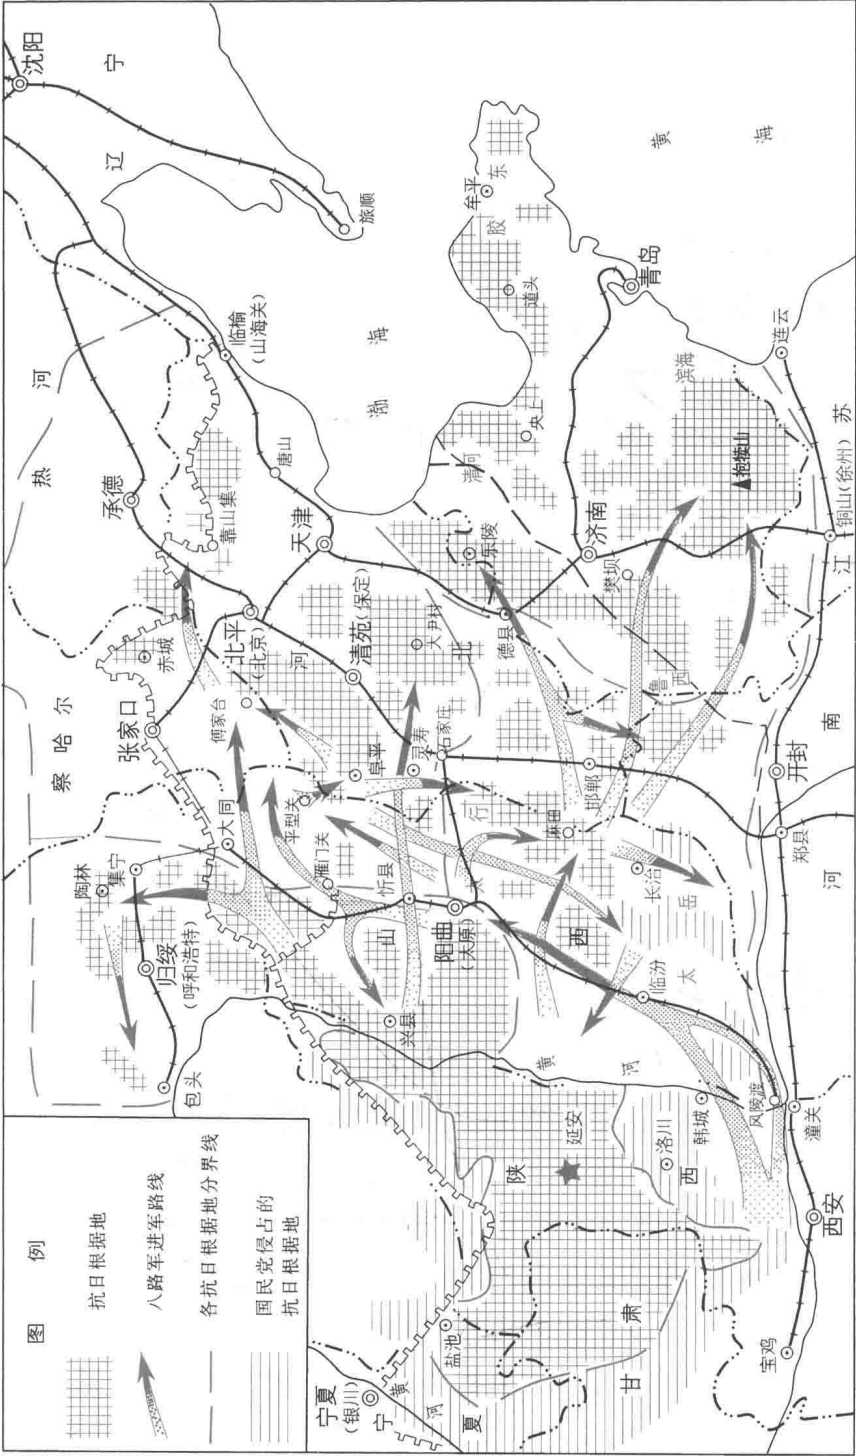 图 例
抗日根据地
八路军进军路线
各抗日根据地分界线
国民党侵占的
抗日根据地
包头
归绥
(呼和浩特)
陶林
集宁
察哈尔
张家口
大同
赤城
热 河
承德
沈阳
辽 宁
旅顺
临榆
(山海关)
唐山
靠山集
北平
(北京)
天津
傅家台
河 北
清苑(保定)
大尹村
平型关
雁门关
阜平
灵寿
石家庄
忻县
山 西
阳曲
(太原)
兴县
太 行
麻田
邯郸
长治
太 岳
临汾
黄 河
渤 海
黄 海
牟平
胶 东
道头
青岛
央上
清河
乐陵
德县
济南
樊坝
鲁 西
滨海
抱犊山
连云
江 苏
铜山(徐州)
河 南
开封
郑县
陕 西
延安
洛川
韩城
风陵渡
潼关
西安
宝鸡
甘 肃
盐池
宁夏
(银川)
宁 夏
黄 河